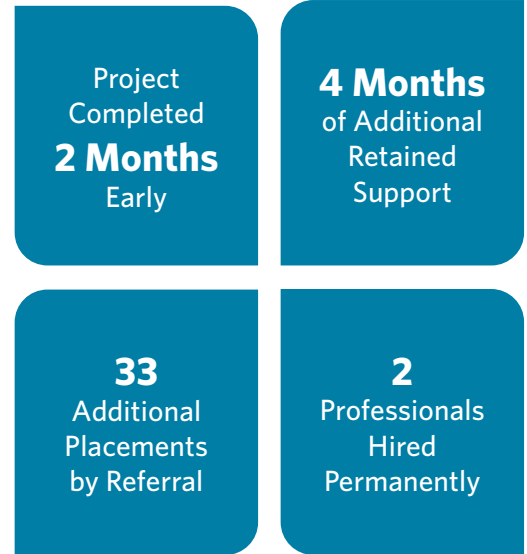 Project
Completed
2 Months
Early
4 Months
of Additional
Retained
Support
33
Additional
Placements
by Referral
2
Professionals
Hired
Permanently